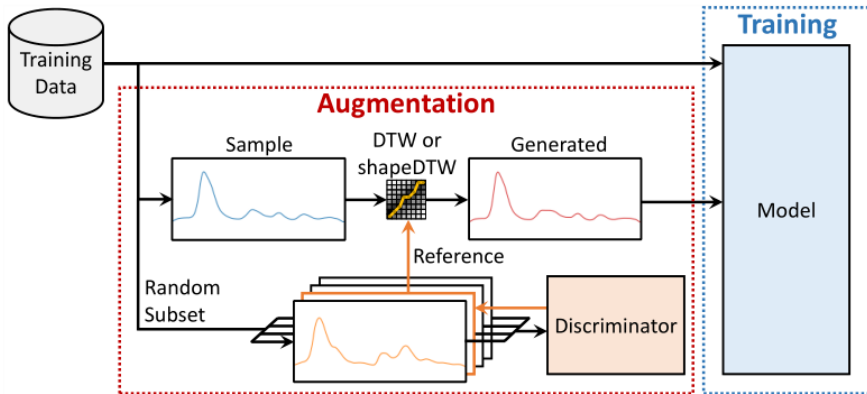 Training
Training
Data
Augmentation
Sample
DTW or
shapeDTW
Generated
Model
Reference
Random
Subset
Discriminator